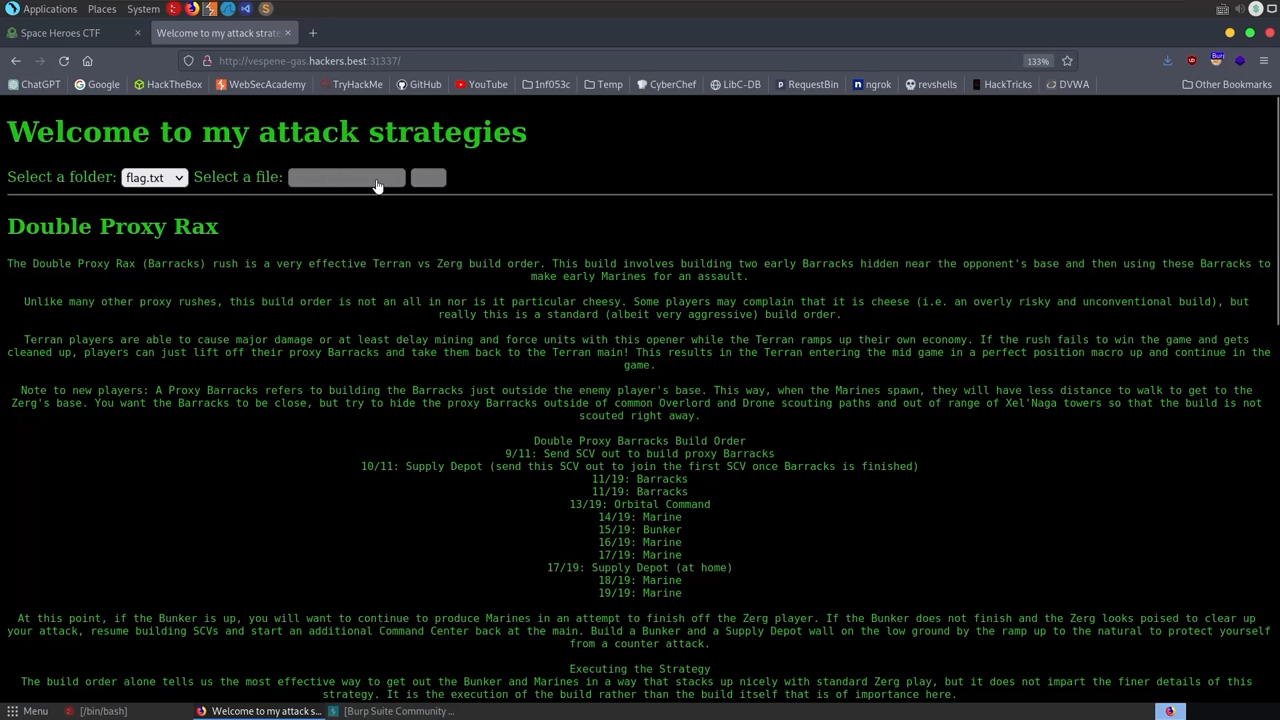 Applications Places System
Space Heroes CTF
Welcome to my attack strate
http://vespene-gas.hackers.best:31337/
133%
ChatGPT Google HackTheBox WebSecAcademy TryHackMe GitHub YouTube 1nf053c Temp CyberChef LibC-DB RequestBin ngrok revshells HackTricks DVWA Other Bookmarks
Welcome to my attack strategies
Select a folder: flag.txt Select a file:
Double Proxy Rax
The Double Proxy Rax (Barracks) rush is a very effective Terran vs Zerg build order. This build involves building two early Barracks hidden near the opponent's base and then using these Barracks to
make early Marines for an assault.
Unlike many other proxy rushes, this build order is not an all in nor is it particular cheesy. Some players may complain that it is cheese (i.e. an overly risky and unconventional build), but
really this is a standard (albeit very aggressive) build order.
Terran players are able to cause major damage or at least delay mining and force units with this opener while the Terran ramps up their own economy. If the rush fails to win the game and gets
cleaned up, players can just lift off their proxy Barracks and take them back to the Terran main! This results in the Terran entering the mid game in a perfect position macro up and continue in the
game.
Note to new players: A Proxy Barracks refers to building the Barracks just outside the enemy player's base. This way, when the Marines spawn, they will have less distance to walk to get to the
Zerg's base. You want the Barracks to be close, but try to hide the proxy Barracks outside of common Overlord and Drone scouting paths and out of range of Xel'Naga towers so that the build is not
scouted right away.
Double Proxy Barracks Build Order
9/11: Send SCV out to build proxy Barracks
10/11: Supply Depot (send this SCV out to join the first SCV once Barracks is finished)
11/19: Barracks
11/19: Barracks
13/19: Orbital Command
14/19: Marine
15/19: Bunker
16/19: Marine
17/19: Marine
17/19: Supply Depot (at home)
18/19: Marine
19/19: Marine
At this point, if the Bunker is up, you will want to continue to produce Marines in an attempt to finish off the Zerg player. If the Bunker does not finish and the Zerg looks poised to clear up
your attack, resume building SCVs and start an additional Command Center back at the main. Build a Bunker and a Supply Depot wall on the low ground by the ramp up to the natural to protect yourself
from a counter attack.
Executing the Strategy
The build order alone tells us the most effective way to get out the Bunker and Marines in a way that stacks up nicely with standard Zerg play, but it does not impart the finer details of this
strategy. It is the execution of the build rather than the build itself that is of importance here.
Menu [/bin/bash] Welcome to my attack s... [Burp Suite Community ...